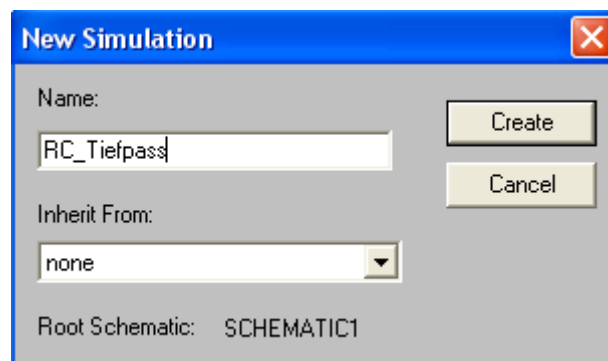 New Simulation
Name:
Create
RC_Tiefpass
Cancel
Inherit From:
none
Root Schematic: SCHEMATIC1